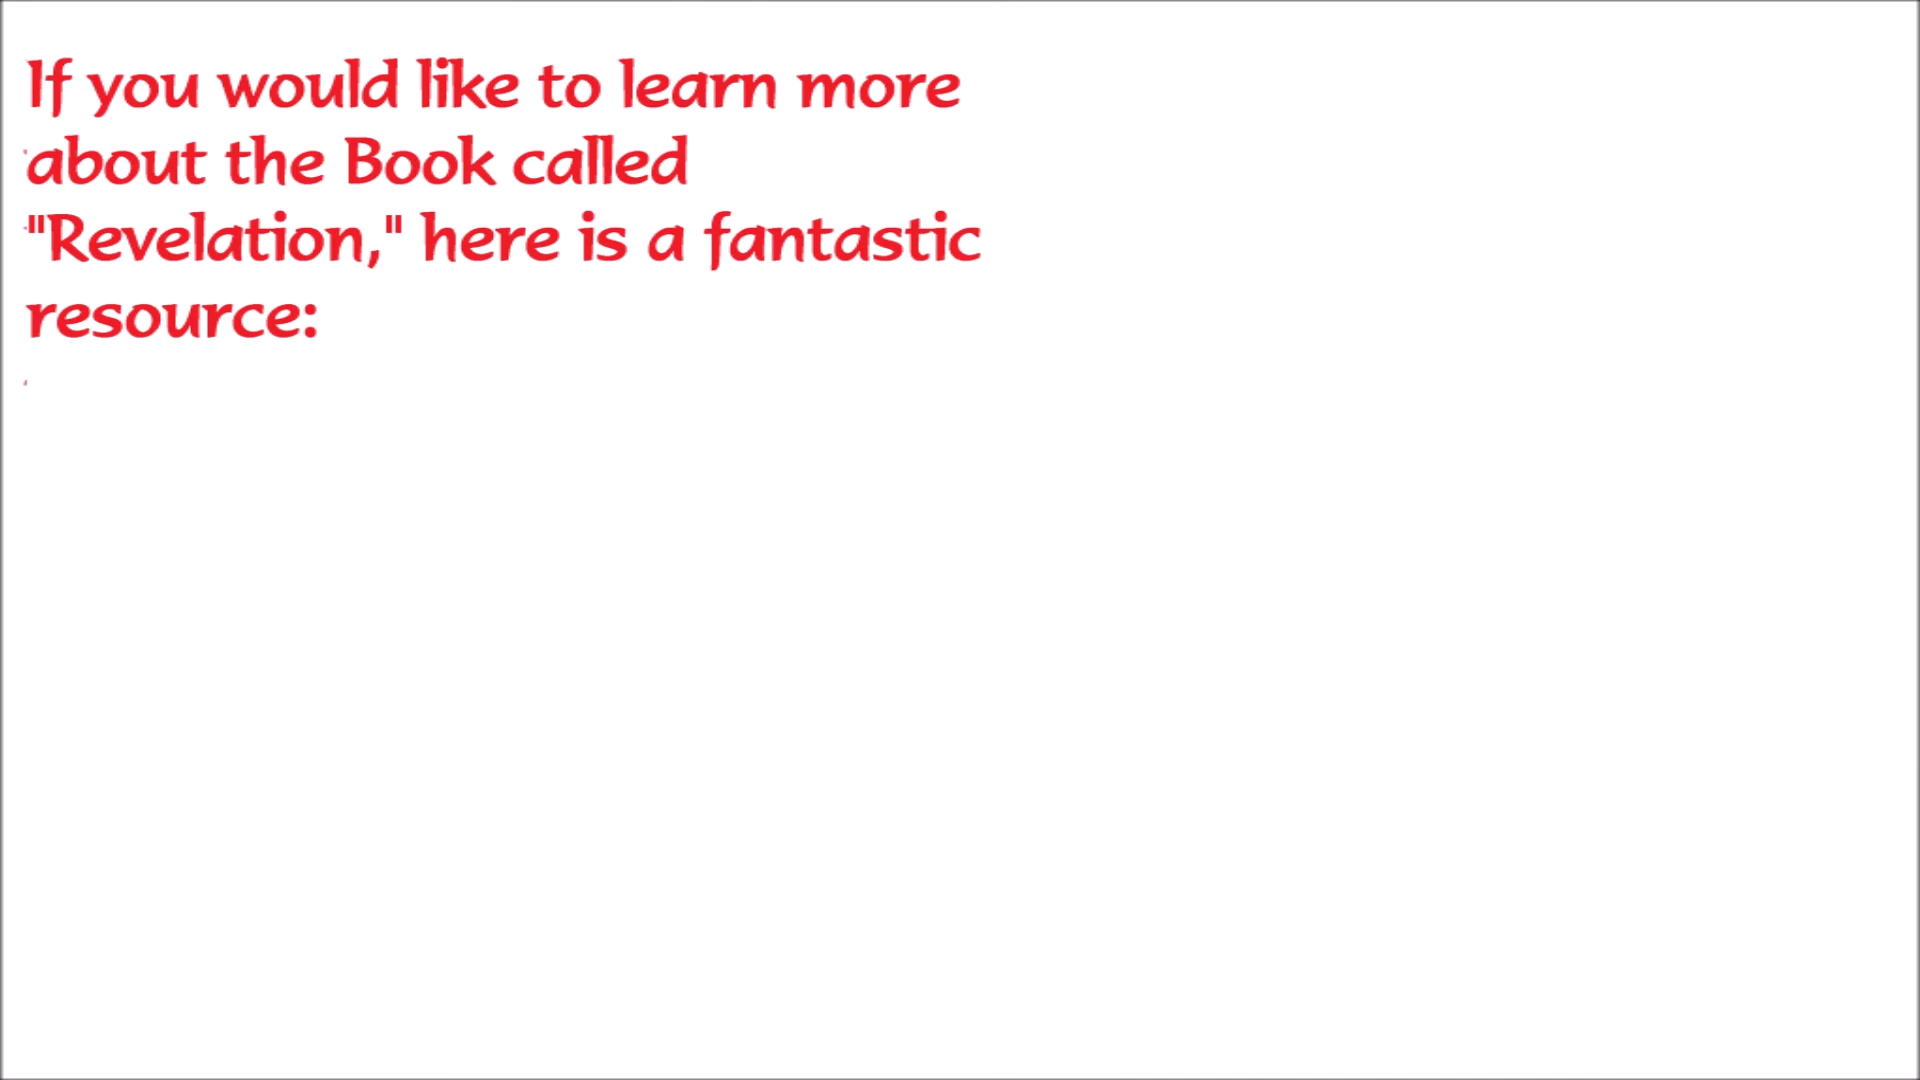 If you would like to learn more
about the Book called
"Revelation," here is a fantastic
resource: